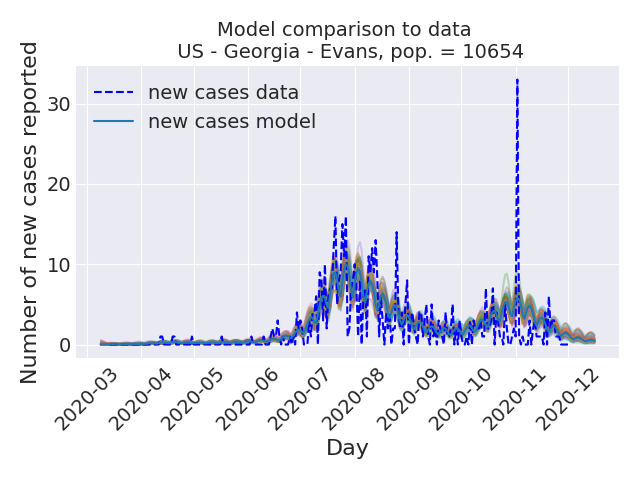 Model comparison to data
US - Georgia - Evans, pop. = 10654
Number of new cases reported
30
20
10
0
new cases data
new cases model
2020-03
2020-04
2020-05
2020-06
2020-07
2020-08
2020-09
2020-10
2020-11
2020-12
Day